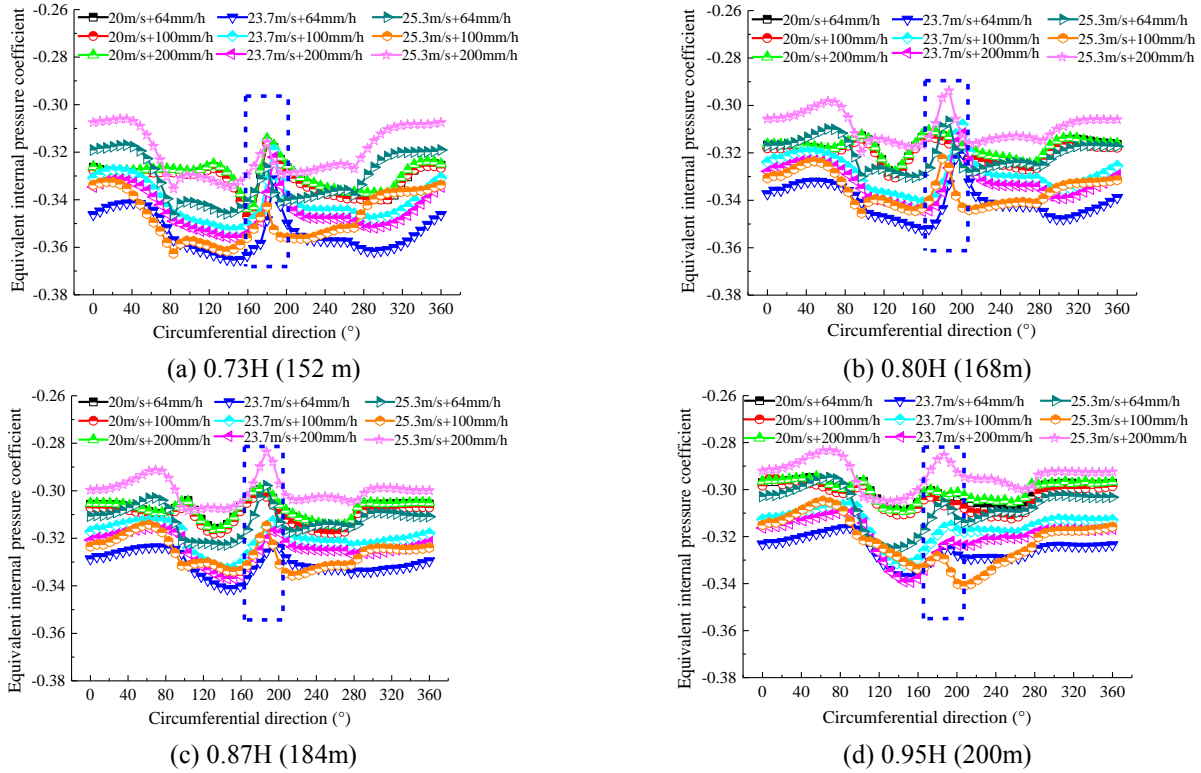 20m/s+64mm/h 23.7m/s+64mm/h 25.3m/s+64mm/h
20m/s+100mm/h 23.7m/s+100mm/h 25.3m/s+100mm/h
20m/s+200mm/h 23.7m/s+200mm/h 25.3m/s+200mm/h
Equivalent internal pressure coefficient
-0.26
-0.28
-0.30
-0.32
-0.34
-0.36
-0.38
0 40 80 120 160 200 240 280 320 360
Circumferential direction (°)
(a) 0.73H (152 m)
20m/s+64mm/h 23.7m/s+64mm/h 25.3m/s+64mm/h
20m/s+100mm/h 23.7m/s+100mm/h 25.3m/s+100mm/h
20m/s+200mm/h 23.7m/s+200mm/h 25.3m/s+200mm/h
Equivalent internal pressure coefficient
-0.26
-0.28
-0.30
-0.32
-0.34
-0.36
-0.38
0 40 80 120 160 200 240 280 320 360
Circumferential direction (°)
(b) 0.80H (168m)
20m/s+64mm/h 23.7m/s+64mm/h 25.3m/s+64mm/h
20m/s+100mm/h 23.7m/s+100mm/h 25.3m/s+100mm/h
20m/s+200mm/h 23.7m/s+200mm/h 25.3m/s+200mm/h
Equivalent internal pressure coefficient
-0.26
-0.28
-0.30
-0.32
-0.34
-0.36
-0.38
0 40 80 120 160 200 240 280 320 360
Circumferential direction (°)
(c) 0.87H (184m)
20m/s+64mm/h 23.7m/s+64mm/h 25.3m/s+64mm/h
20m/s+100mm/h 23.7m/s+100mm/h 25.3m/s+100mm/h
20m/s+200mm/h 23.7m/s+200mm/h 25.3m/s+200mm/h
Equivalent internal pressure coefficient
-0.26
-0.28
-0.30
-0.32
-0.34
-0.36
-0.38
0 40 80 120 160 200 240 280 320 360
Circumferential direction (°)
(d) 0.95H (200m)